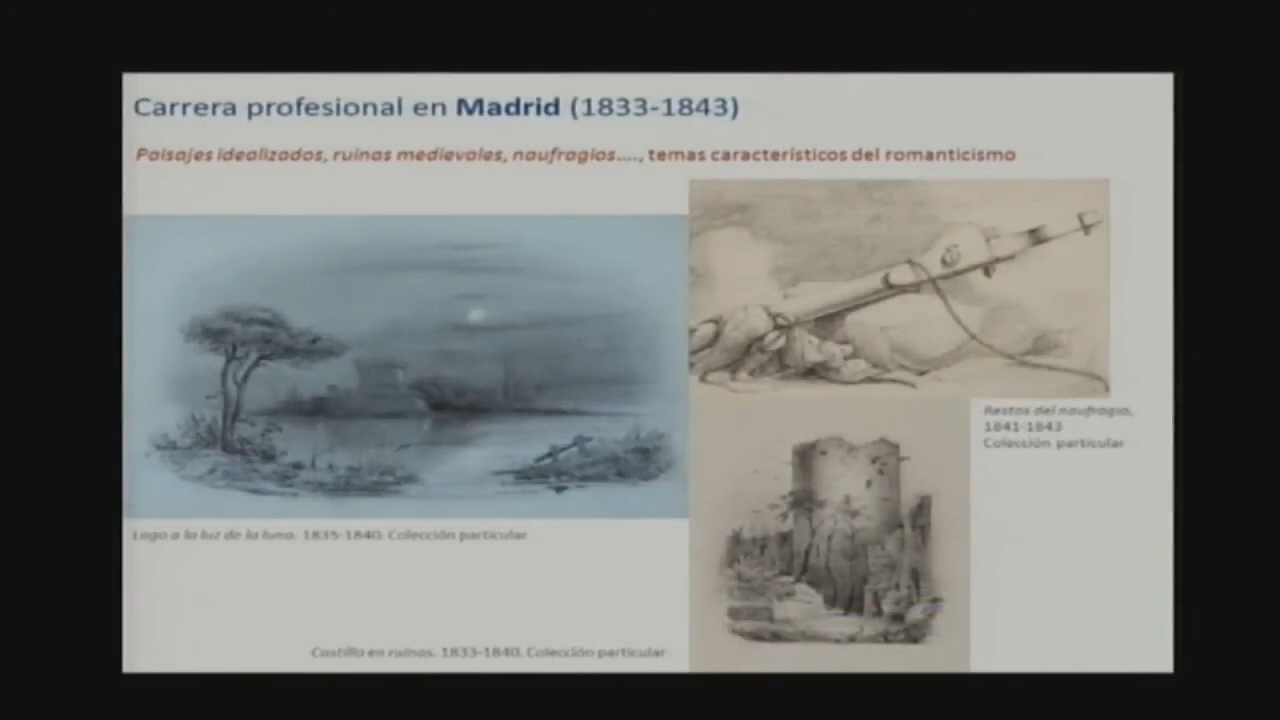 Carrera profesional en Madrid (1833-1843)
Paisajes idealizados, ruinas medievales, naufragios...., temas característicos del romanticismo
Restos del naufragio,
1841-1843
Colección particular
Lago a la luz de la luna. 1835-1840. Colección particular
Castillo en ruinas. 1833-1840. Colección particular